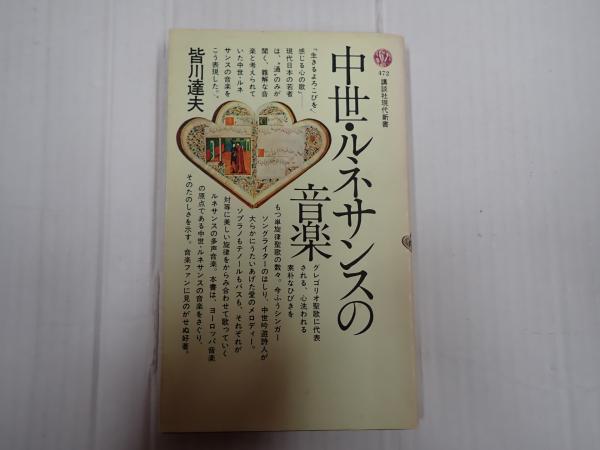 472
講談社現代新書
中世・ルネサンスの
音楽
皆川達夫
「生きるよろこびを
感じる心の歌」──
現代日本の若者
は、〝通〟のみが
聞く、難解な音
楽と考えられて
いた中世・ルネ
サンスの音楽を
こう表現した。
グレゴリオ聖歌に代表
される、心洗われる
素朴なひびきを
もつ単旋律聖歌の数々。今ふうシンガー
ソングライターのはしり、中世吟遊詩人が
大らかにうたいあげた愛のメロディー。
ソプラノもテノールもバスも、それぞれが
対等に美しい旋律をからみ合わせて歌っていく
ルネサンスの多声音楽。本書は、ヨーロッパ音楽
の原点である中世・ルネサンスの音楽をさぐり、
そのたのしさを示す。音楽ファンに見のがせぬ好著。